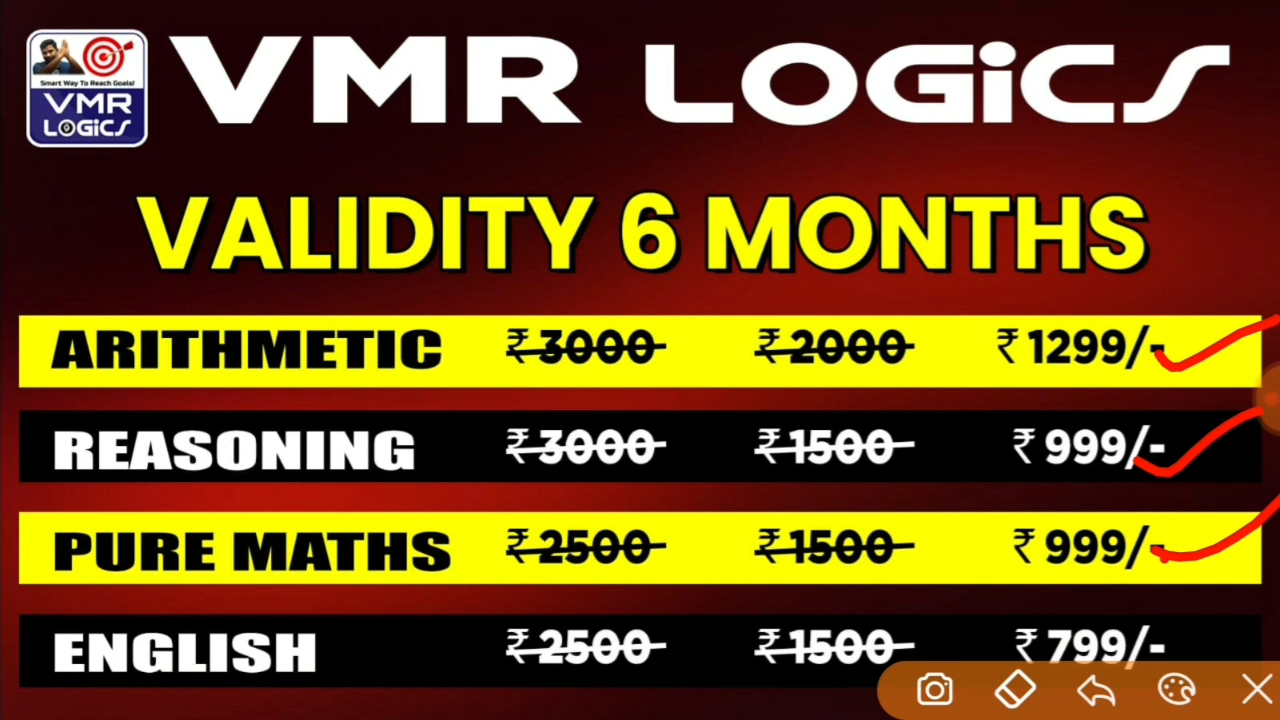 Smart Way To Reach Goals!
VMR
LOGiCS
VMR LOGiCS
VALIDITY 6 MONTHS
ARITHMETIC ₹3000 ₹2000 ₹1299/-
REASONING ₹3000 ₹1500 ₹999/-
PURE MATHS ₹2500 ₹1500 ₹999/-
ENGLISH ₹2500 ₹1500 ₹799/-